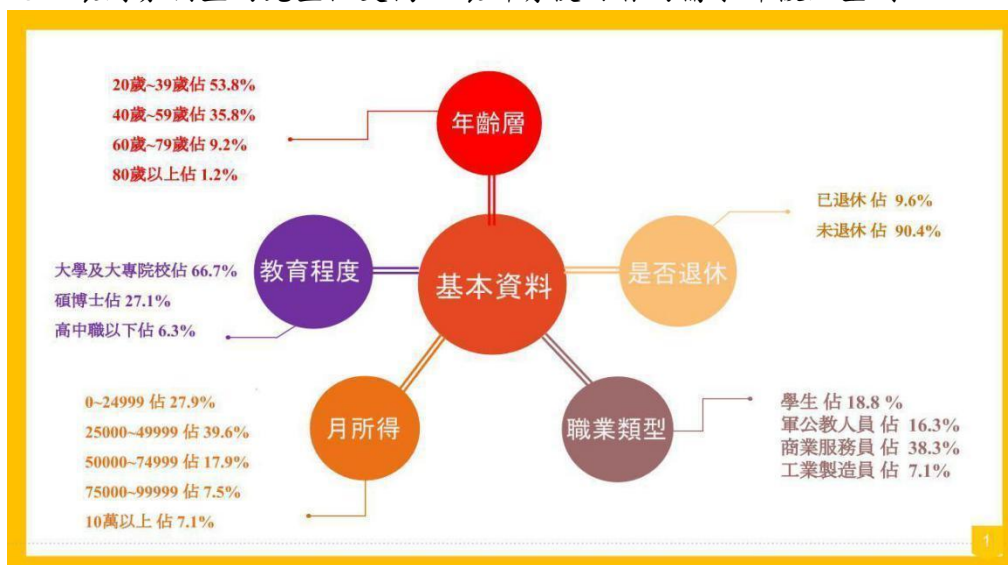 20歲~39歲佔 53.8%
40歲~59歲佔 35.8%
60歲~79歲佔 9.2%
80歲以上佔 1.2%
年齡層
已退休 佔 9.6%
未退休 佔 90.4%
是否退休
教育程度
大學及大專院校佔 66.7%
碩博士佔 27.1%
高中職以下佔 6.3%
基本資料
0~24999 佔 27.9%
25000~49999 佔 39.6%
50000~74999 佔 17.9%
75000~99999 佔 7.5%
10萬以上 佔 7.1%
月所得
職業類型
學生 佔 18.8 %
軍公教人員 佔 16.3%
商業服務員 佔 38.3%
工業製造員 佔 7.1%
1